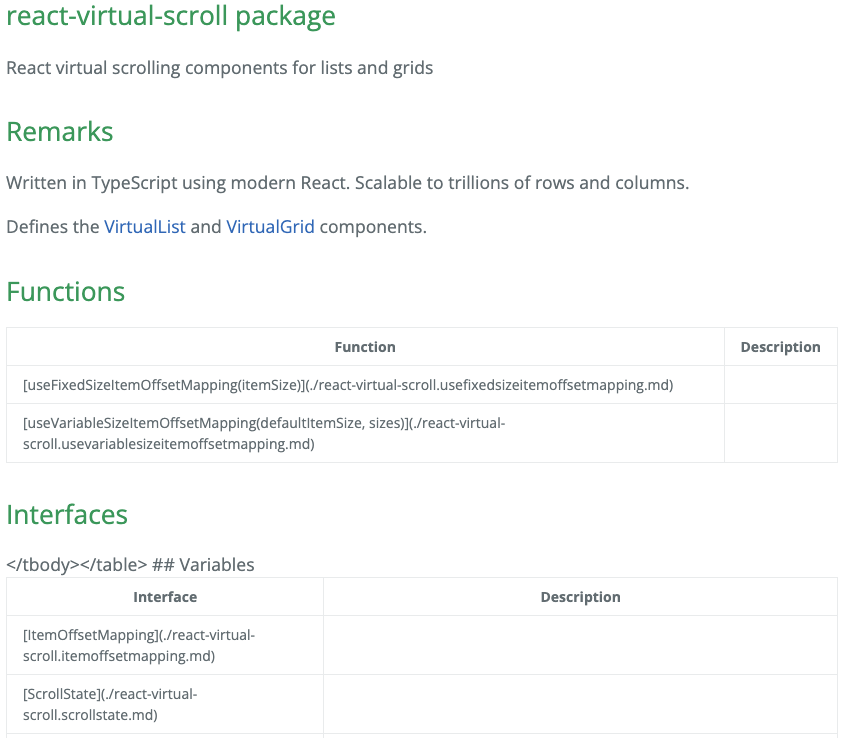 react-virtual-scroll package
React virtual scrolling components for lists and grids
Remarks
Written in TypeScript using modern React. Scalable to trillions of rows and columns.
Defines the VirtualList and VirtualGrid components.
Functions
Function Description
[useFixedSizeItemOffsetMapping(itemSize)](./react-virtual-scroll.usefixedsizeitemoffsetmapping.md)
[useVariableSizeItemOffsetMapping(defaultItemSize, sizes)](./react-virtual-
scroll.usevariablesizeitemoffsetmapping.md)
Interfaces
</tbody></table> ## Variables
Interface Description
[ItemOffsetMapping](./react-virtual-
scroll.itemoffsetmapping.md)
[ScrollState](./react-virtual-
scroll.scrollstate.md)